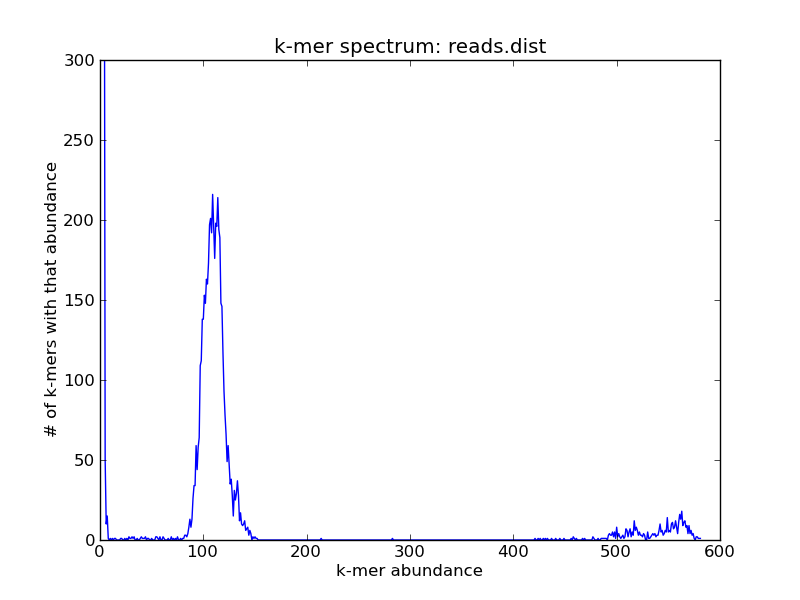 k-mer spectrum: reads.dist
300
250
200
150
100
50
0
# of k-mers with that abundance
0 100 200 300 400 500 600
k-mer abundance